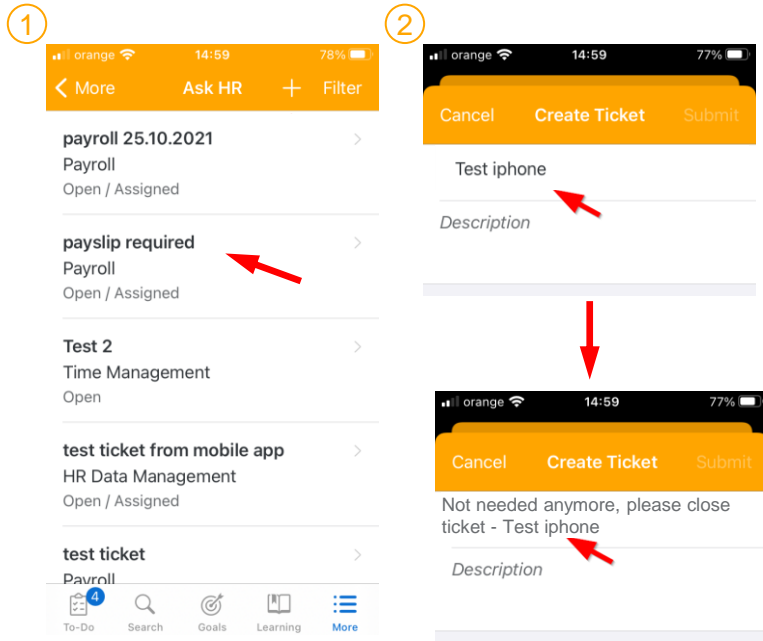 1
orange 14:59 78%
More Ask HR + Filter
payroll 25.10.2021
Payroll
Open / Assigned
payslip required
Payroll
Open / Assigned
Test 2
Time Management
Open
test ticket from mobile app
HR Data Management
Open / Assigned
test ticket
Payroll
4
To-Do Search Goals Learning More
2
orange 14:59 77%
Cancel Create Ticket Submit
Test iphone
Description
orange 14:59 77%
Cancel Create Ticket Submit
Not needed anymore, please close
ticket - Test iphone
Description